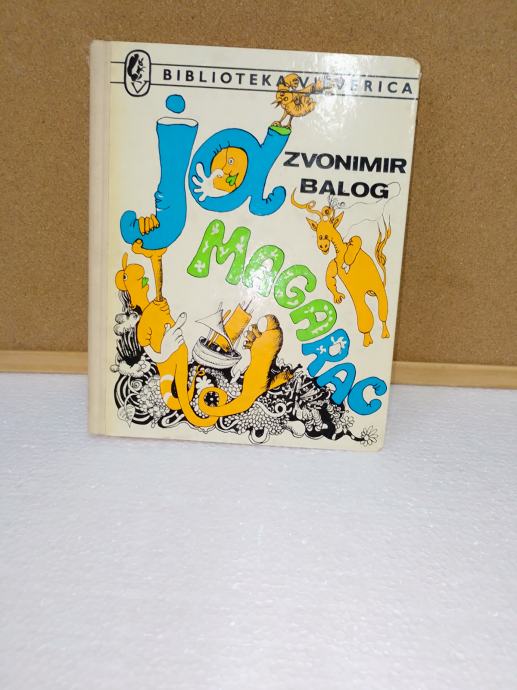 BIBLIOTEKA VJEVERICA
ja
ZVONIMIR
BALOG
MAGARAC